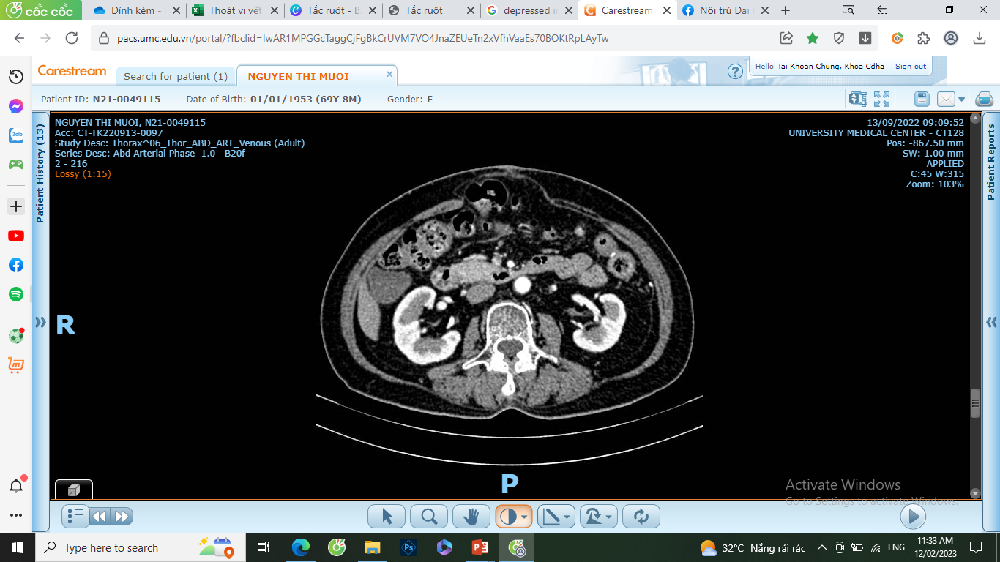 CỐC CỐC
Đính kèm -
Thoát vị vết
Tắc ruột - B
Tắc ruột
depressed i
Carestream
Nội trú Đại
pacs.umc.edu.vn/portal/?fbclid=IwAR1MPGGcTaggCjFgBkCrUVM7VO4JnaZEUeTn2xVfhVaaEs70BOKtRpLAyTw
Carestream
Search for patient (1)
NGUYEN THI MUOI
Hello Tai Khoan Chung, Khoa Cđha
Sign out
Patient ID: N21-0049115
Date of Birth: 01/01/1953 (69Y 8M)
Gender: F
Patient History (13)
Patient Reports
NGUYEN THI MUOI, N21-0049115
Acc: CT-TK220913-0097
Study Desc: Thorax^06_Thor_ABD_ART_Venous (Adult)
Series Desc: Abd Arterial Phase 1.0 B20f
2 - 216
Lossy (1:15)
13/09/2022 09:09:52
UNIVERSITY MEDICAL CENTER - CT128
Pos: -867.50 mm
SW: 1.00 mm
APPLIED
C:45 W:315
Zoom: 103%
Zalo
R
P
Activate Windows
Go to Settings to activate Windows.
Type here to search
32°C Nắng rải rác
ENG
11:33 AM
12/02/2023